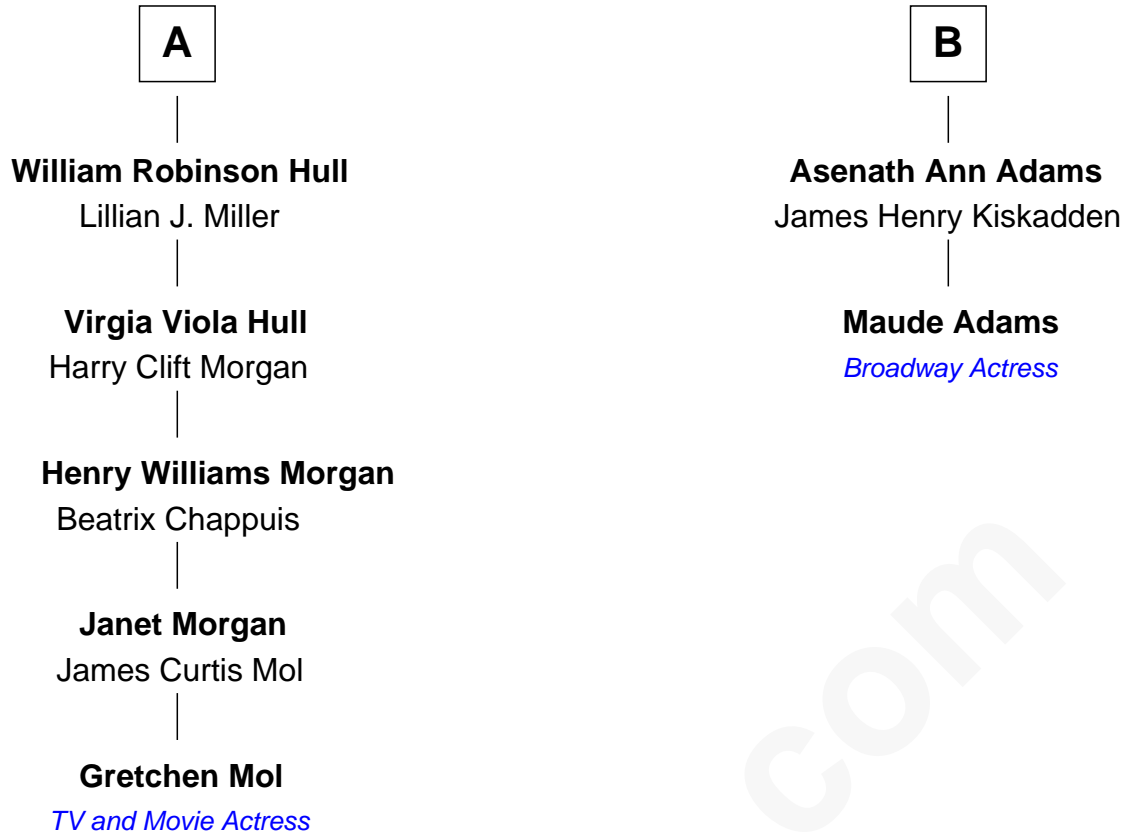 A
William Robinson Hull
Lillian J. Miller
Virgia Viola Hull
Harry Clift Morgan
Henry Williams Morgan
Beatrix Chappuis
Janet Morgan
James Curtis Mol
Gretchen Mol
TV and Movie Actress
B
Asenath Ann Adams
James Henry Kiskadden
Maude Adams
Broadway Actress
com